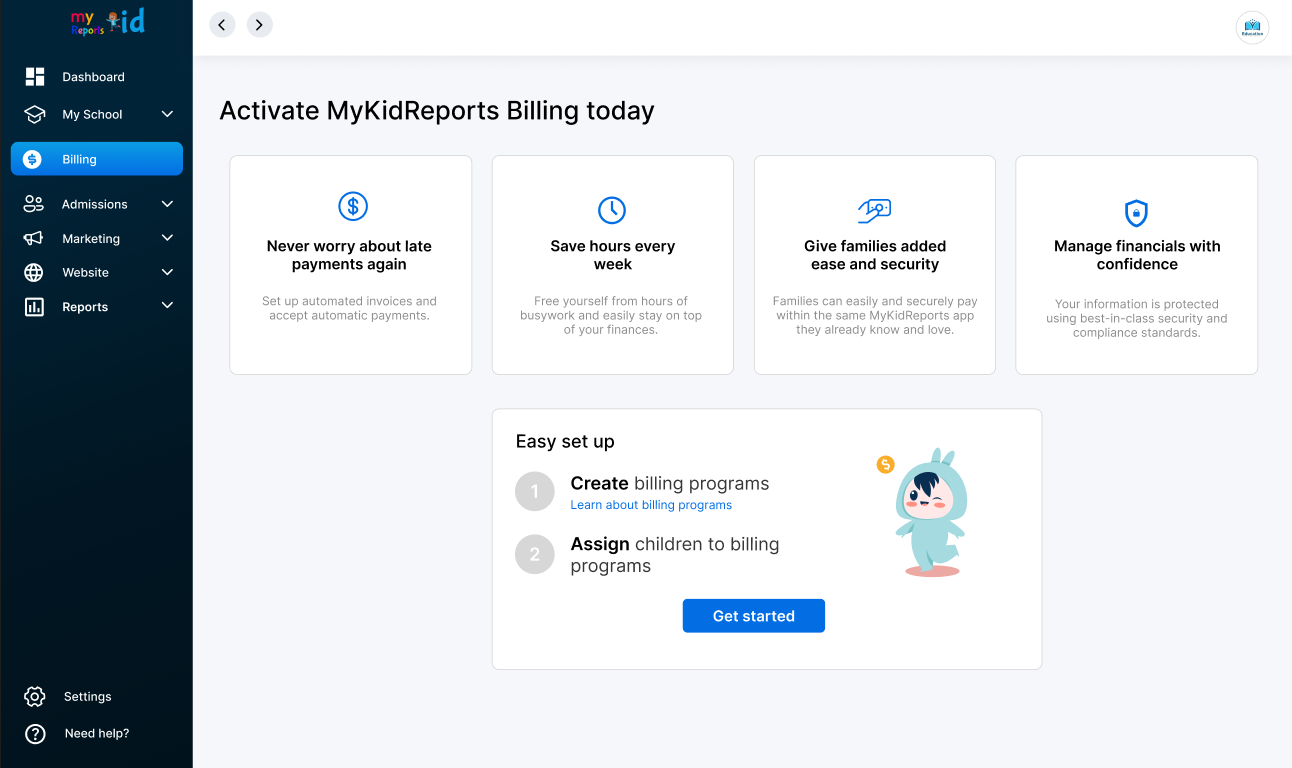 my
Reports
kid
Education
Dashboard
My School
Billing
Admissions
Marketing
Website
Reports
Settings
Need help?
Activate MyKidReports Billing today
$
Never worry about late
payments again
Set up automated invoices and
accept automatic payments.
Save hours every
week
Free yourself from hours of
busywork and easily stay on top
of your finances.
Give families added
ease and security
Families can easily and securely pay
within the same MyKidReports app
they already know and love.
Manage financials with
confidence
Your information is protected
using best-in-class security and
compliance standards.
Easy set up
1
Create billing programs
Learn about billing programs
2
Assign children to billing
programs
$
Get started